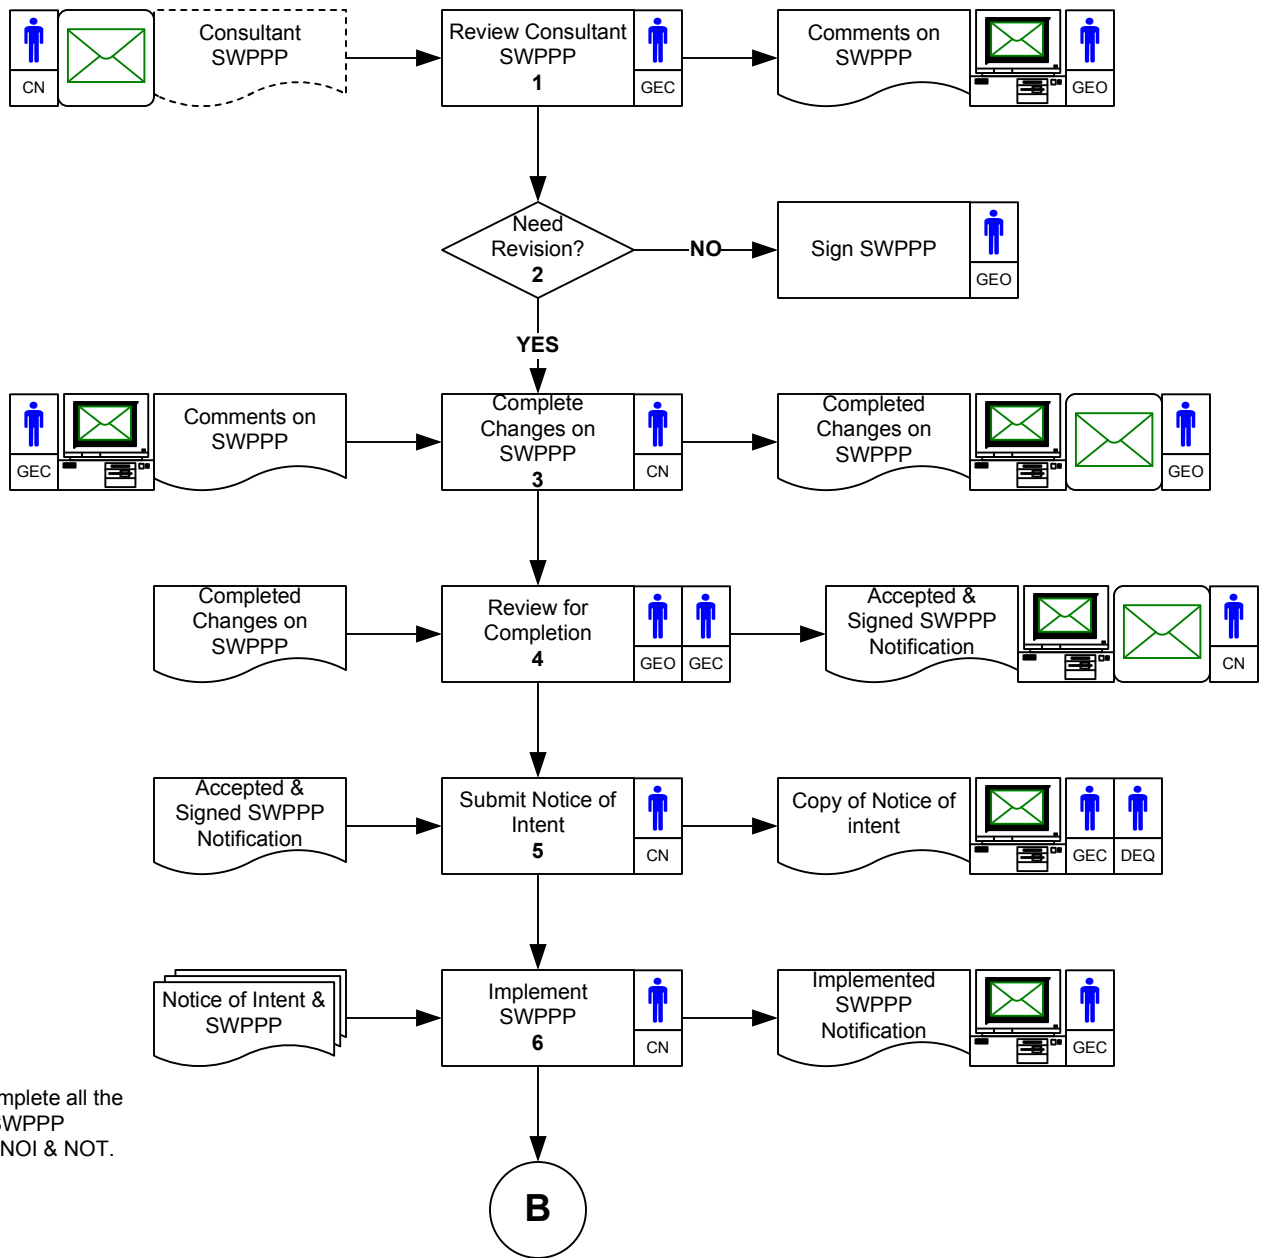 Consultant
SWPPP
CN
Review Consultant
SWPPP
1
GEC
Comments on
SWPPP
GEO
Need
Revision?
2
NO
Sign SWPPP
GEO
YES
GEC
Comments on
SWPPP
Complete
Changes on
SWPPP
3
CN
Completed
Changes on
SWPPP
GEO
Completed
Changes on
SWPPP
Review for
Completion
4
GEO
GEC
Accepted &
Signed SWPPP
Notification
CN
Accepted &
Signed SWPPP
Notification
Submit Notice of
Intent
5
CN
Copy of Notice of
intent
GEC
DEQ
Notice of Intent &
SWPPP
Implement
SWPPP
6
CN
Implemented
SWPPP
Notification
GEC
mplete all the
SWPPP
NOI & NOT.
B